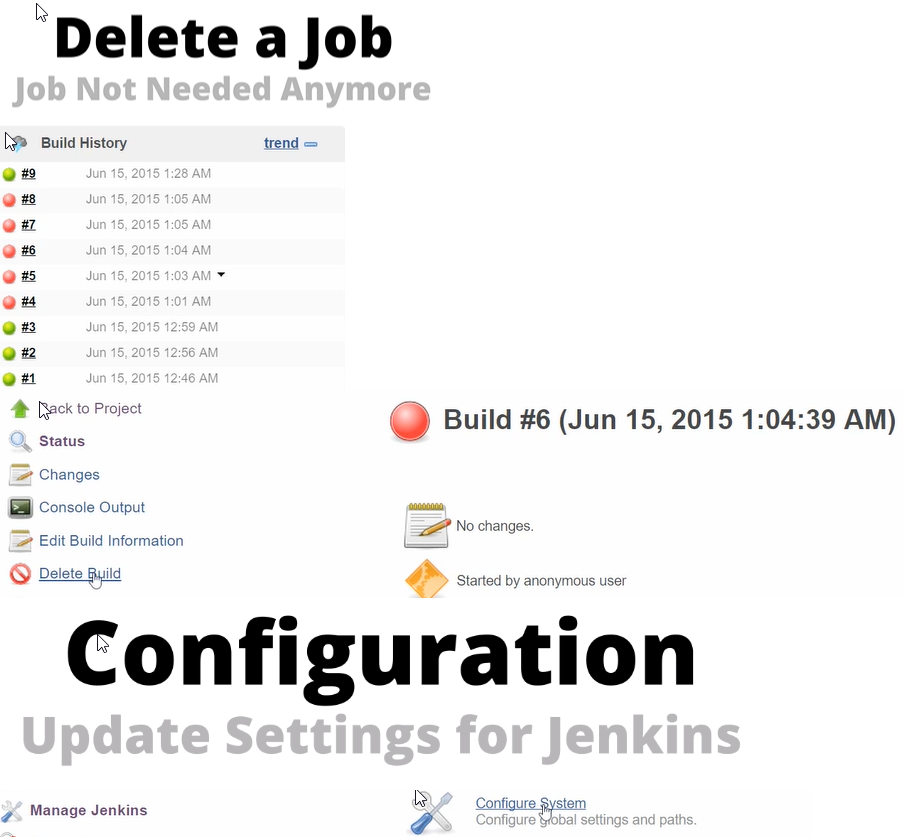 Delete a Job
Job Not Needed Anymore
Build History trend
#9 Jun 15, 2015 1:28 AM
#8 Jun 15, 2015 1:05 AM
#7 Jun 15, 2015 1:05 AM
#6 Jun 15, 2015 1:04 AM
#5 Jun 15, 2015 1:03 AM
#4 Jun 15, 2015 1:01 AM
#3 Jun 15, 2015 12:59 AM
#2 Jun 15, 2015 12:56 AM
#1 Jun 15, 2015 12:46 AM
Back to Project
Status
Changes
Console Output
Edit Build Information
Delete Build
Build #6 (Jun 15, 2015 1:04:39 AM)
No changes.
Started by anonymous user
Configuration
Update Settings for Jenkins
Manage Jenkins
Configure System
Configure global settings and paths.